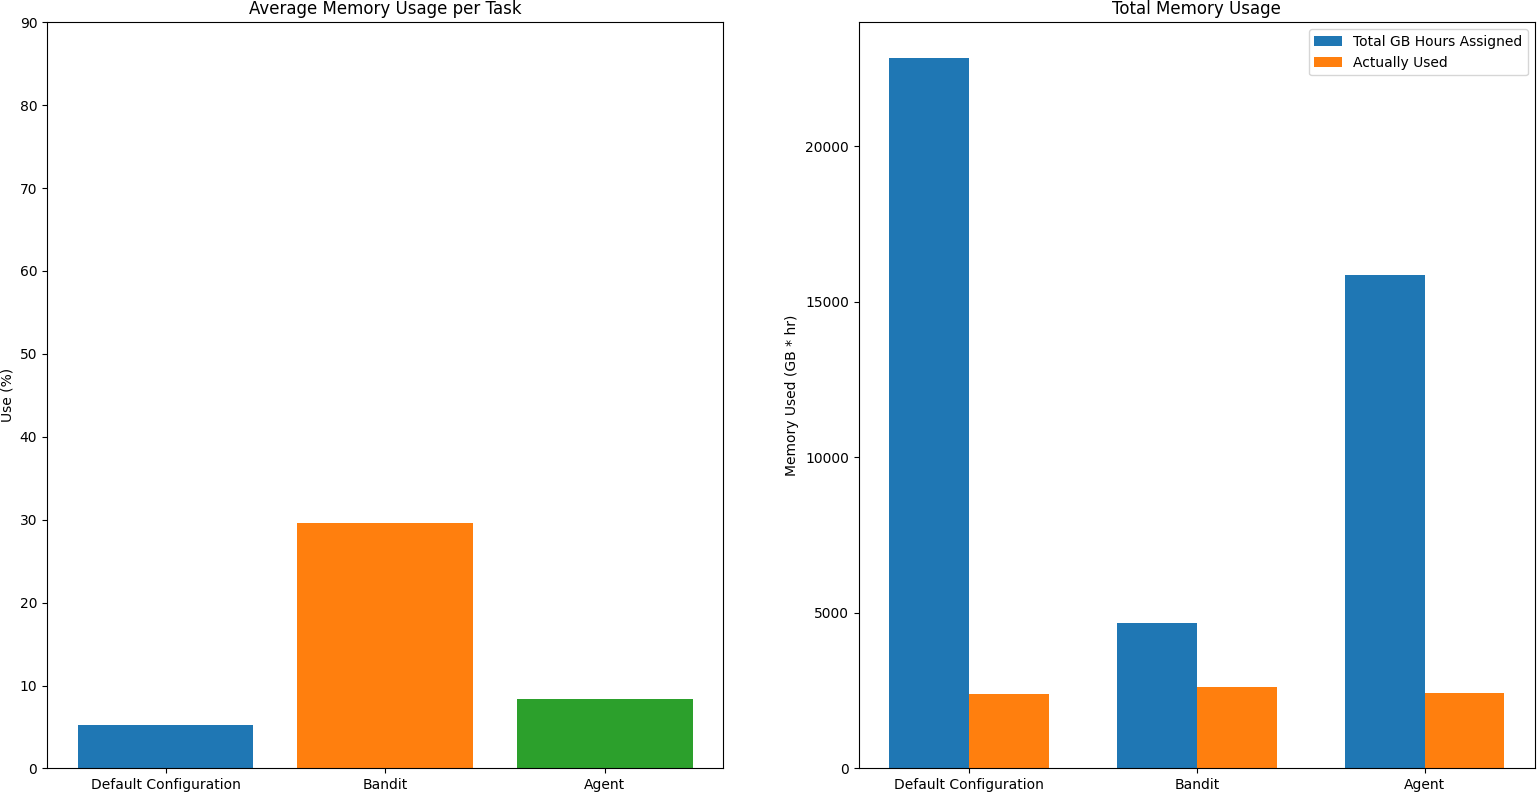 Average Memory Usage per Task
Use (%)
90
80
70
60
50
40
30
20
10
0
Default Configuration
Bandit
Agent
Total Memory Usage
Total GB Hours Assigned
Actually Used
Memory Used (GB * hr)
20000
15000
10000
5000
0
Default Configuration
Bandit
Agent